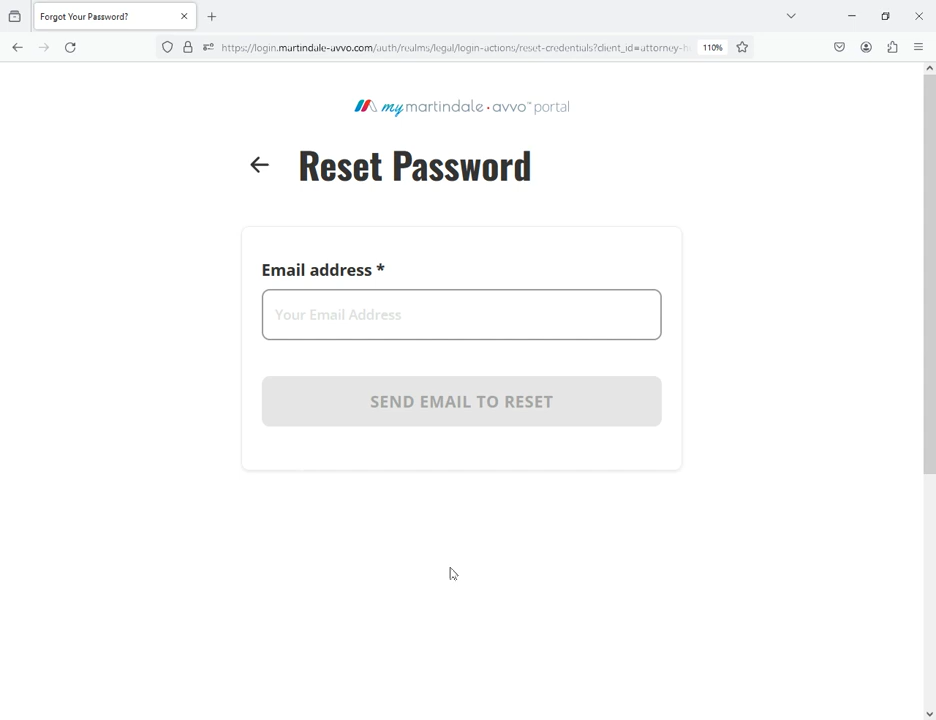 Forgot Your Password?
https://login.martindale-avvo.com/auth/realms/legal/login-actions/reset-credentials?client_id=attorney-h
110%
my martindale · avvo™ portal
Reset Password
Email address *
Your Email Address
SEND EMAIL TO RESET